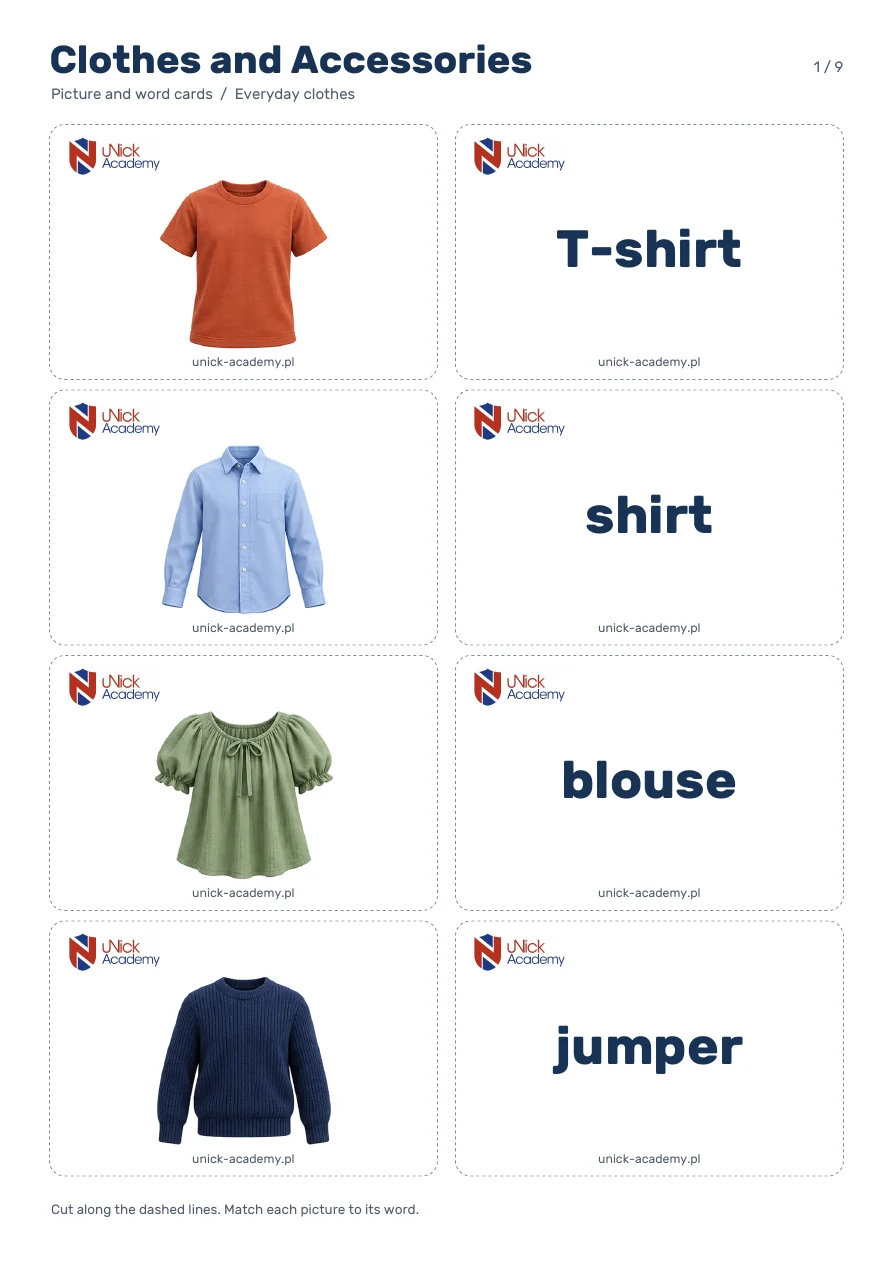 Clothes and Accessories
1 / 9
Picture and word cards / Everyday clothes
uNick
Academy
unick-academy.pl
uNick
Academy
T-shirt
unick-academy.pl
uNick
Academy
unick-academy.pl
uNick
Academy
shirt
unick-academy.pl
uNick
Academy
unick-academy.pl
uNick
Academy
blouse
unick-academy.pl
uNick
Academy
unick-academy.pl
uNick
Academy
jumper
unick-academy.pl
Cut along the dashed lines. Match each picture to its word.